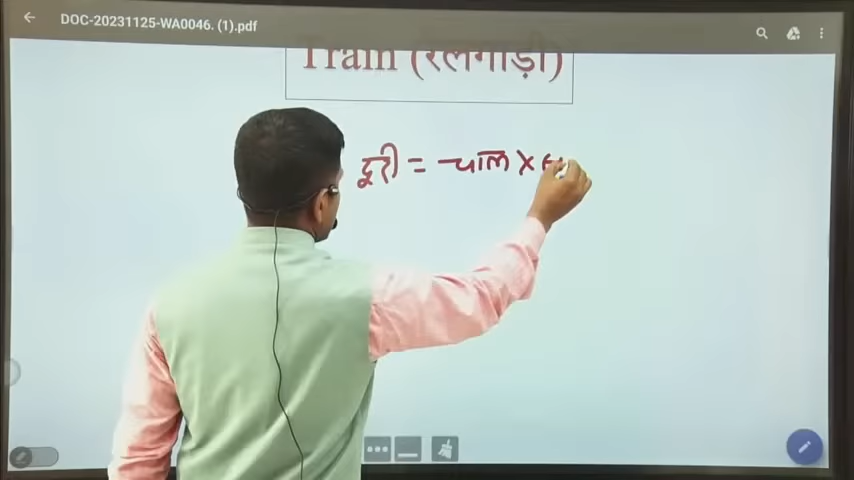 DOC-20231125-WA0046. (1).pdf
Train (रेलगाड़ी)
दूरी = चाल ×